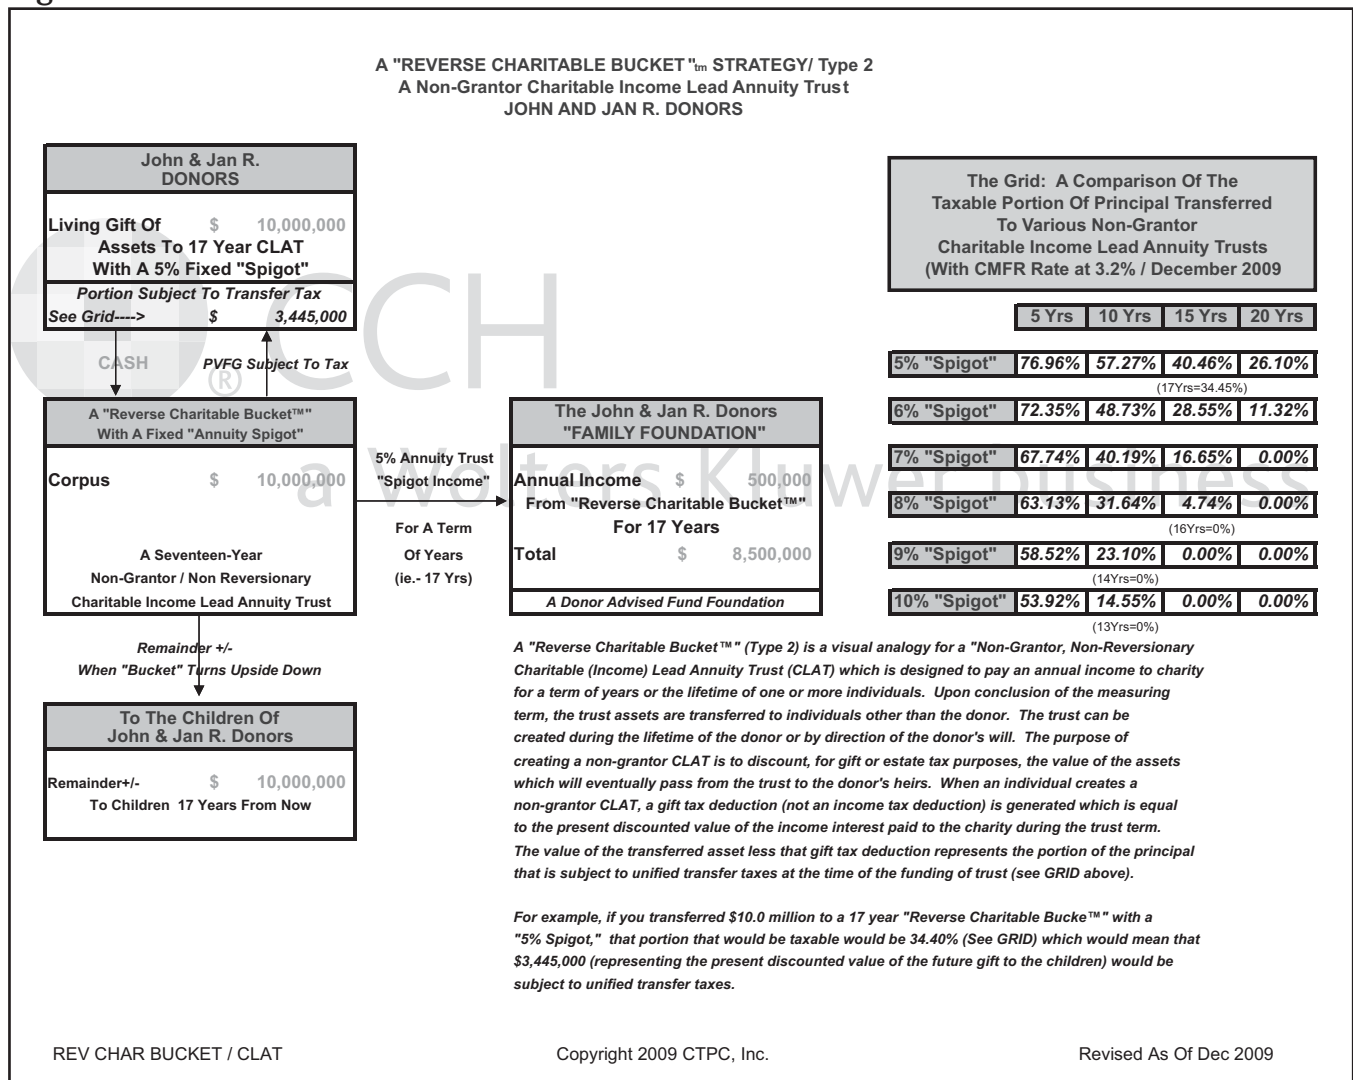 A "REVERSE CHARITABLE BUCKET"tm STRATEGY/ Type 2
A Non-Grantor Charitable Income Lead Annuity Trust
JOHN AND JAN R. DONORS
John & Jan R.
DONORS
Living Gift Of $ 10,000,000
Assets To 17 Year CLAT
With A 5% Fixed "Spigot"
Portion Subject To Transfer Tax
See Grid----> $ 3,445,000
CASH PVFG Subject To Tax
A "Reverse Charitable Bucket™"
With A Fixed "Annuity Spigot"
Corpus $ 10,000,000
A Seventeen-Year
Non-Grantor / Non Reversionary
Charitable Income Lead Annuity Trust
5% Annuity Trust
"Spigot Income"
For A Term
Of Years
(ie.- 17 Yrs)
The John & Jan R. Donors
"FAMILY FOUNDATION"
Annual Income $ 500,000
From "Reverse Charitable Bucket™"
For 17 Years
Total $ 8,500,000
A Donor Advised Fund Foundation
Remainder +/-
When "Bucket" Turns Upside Down
To The Children Of
John & Jan R. Donors
Remainder+/- $ 10,000,000
To Children 17 Years From Now
The Grid: A Comparison Of The
Taxable Portion Of Principal Transferred
To Various Non-Grantor
Charitable Income Lead Annuity Trusts
(With CMFR Rate at 3.2% / December 2009
5 Yrs 10 Yrs 15 Yrs 20 Yrs
5% "Spigot" 76.96% 57.27% 40.46% 26.10%
(17Yrs=34.45%)
6% "Spigot" 72.35% 48.73% 28.55% 11.32%
7% "Spigot" 67.74% 40.19% 16.65% 0.00%
8% "Spigot" 63.13% 31.64% 4.74% 0.00%
(16Yrs=0%)
9% "Spigot" 58.52% 23.10% 0.00% 0.00%
(14Yrs=0%)
10% "Spigot" 53.92% 14.55% 0.00% 0.00%
(13Yrs=0%)
A "Reverse Charitable Bucket™" (Type 2) is a visual analogy for a "Non-Grantor, Non-Reversionary
Charitable (Income) Lead Annuity Trust (CLAT) which is designed to pay an annual income to charity
for a term of years or the lifetime of one or more individuals. Upon conclusion of the measuring
term, the trust assets are transferred to individuals other than the donor. The trust can be
created during the lifetime of the donor or by direction of the donor's will. The purpose of
creating a non-grantor CLAT is to discount, for gift or estate tax purposes, the value of the assets
which will eventually pass from the trust to the donor's heirs. When an individual creates a
non-grantor CLAT, a gift tax deduction (not an income tax deduction) is generated which is equal
to the present discounted value of the income interest paid to the charity during the trust term.
The value of the transferred asset less that gift tax deduction represents the portion of the principal
that is subject to unified transfer taxes at the time of the funding of trust (see GRID above).
For example, if you transferred $10.0 million to a 17 year "Reverse Charitable Bucke™" with a
"5% Spigot," that portion that would be taxable would be 34.40% (See GRID) which would mean that
$3,445,000 (representing the present discounted value of the future gift to the children) would be
subject to unified transfer taxes.
REV CHAR BUCKET / CLAT
Copyright 2009 CTPC, Inc.
Revised As Of Dec 2009
CCH®
a Wolters Kluwer business